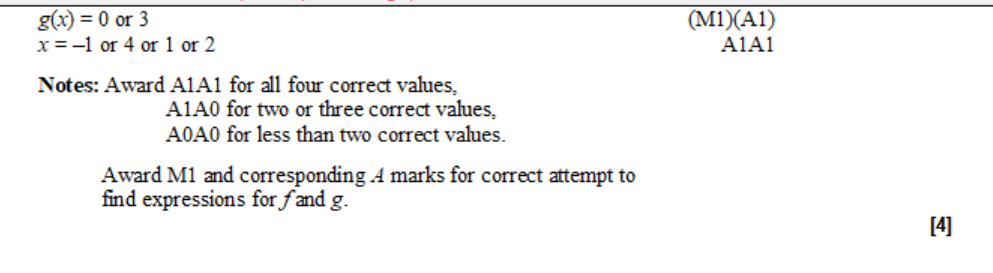 g(x) = 0 or 3 (M1)(A1)
x = –1 or 4 or 1 or 2 A1A1
Notes: Award A1A1 for all four correct values,
A1A0 for two or three correct values,
A0A0 for less than two correct values.
Award M1 and corresponding A marks for correct attempt to
find expressions for f and g.
[4]